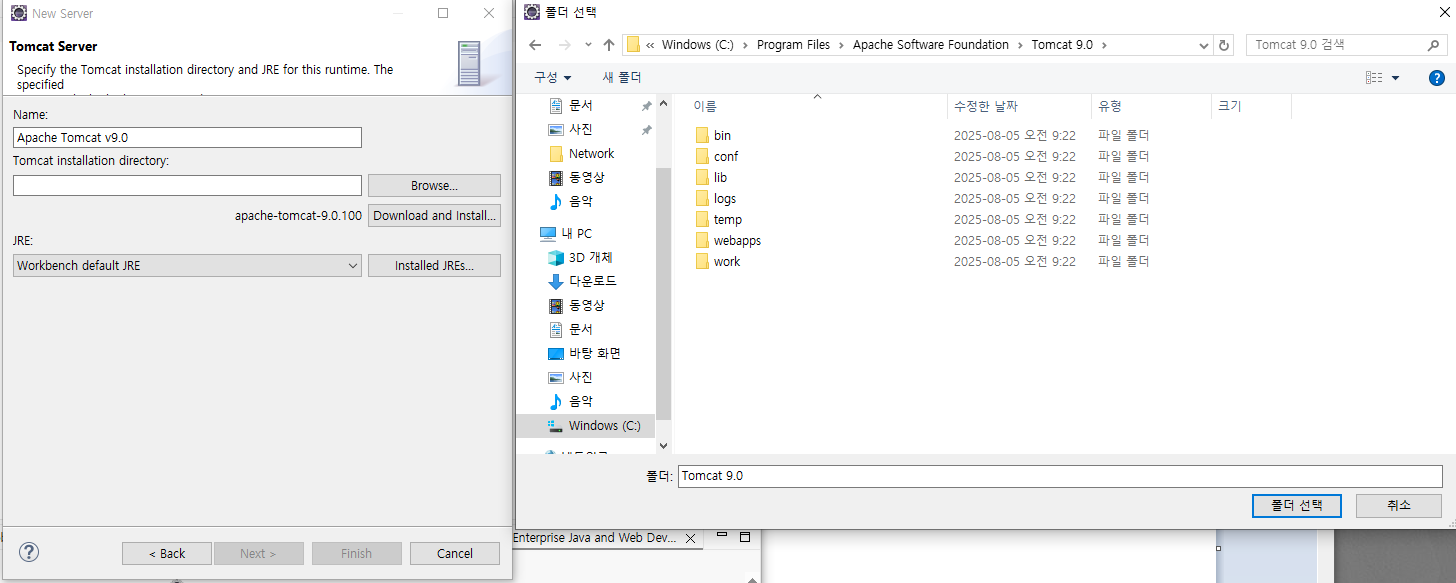 New Server
Tomcat Server
Specify the Tomcat installation directory and JRE for this runtime. The
specified
Name:
Apache Tomcat v9.0
Tomcat installation directory:
Browse...
apache-tomcat-9.0.100
Download and Install...
JRE:
Workbench default JRE
Installed JREs...
< Back
Next >
Finish
Cancel
폴더 선택
« Windows (C:) › Program Files › Apache Software Foundation › Tomcat 9.0 ›
Tomcat 9.0 검색
구성
새 폴더
문서
사진
Network
동영상
음악
내 PC
3D 개체
다운로드
동영상
문서
바탕 화면
사진
음악
Windows (C:)
이름 수정한 날짜 유형 크기
bin 2025-08-05 오전 9:22 파일 폴더
conf 2025-08-05 오전 9:22 파일 폴더
lib 2025-08-05 오전 9:22 파일 폴더
logs 2025-08-05 오전 9:22 파일 폴더
temp 2025-08-05 오전 9:22 파일 폴더
webapps 2025-08-05 오전 9:22 파일 폴더
work 2025-08-05 오전 9:22 파일 폴더
폴더: Tomcat 9.0
폴더 선택
취소
Enterprise Java and Web Dev...